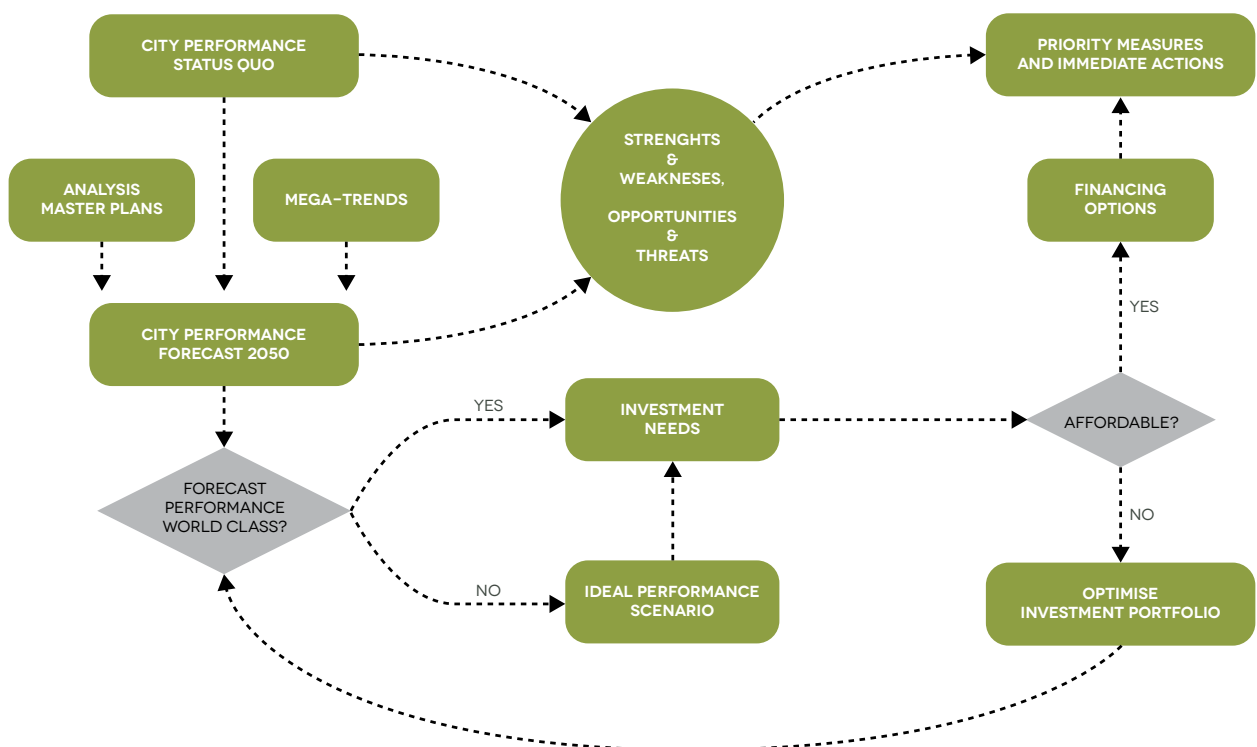 CITY PERFORMANCE
STATUS QUO
PRIORITY MEASURES
AND IMMEDIATE ACTIONS
STRENGHTS
&
WEAKNESES,
OPPORTUNITIES
&
THREATS
ANALYSIS
MASTER PLANS
MEGA-TRENDS
FINANCING
OPTIONS
CITY PERFORMANCE
FORECAST 2050
YES
YES
INVESTMENT
NEEDS
AFFORDABLE?
FORECAST
PERFORMANCE
WORLD CLASS?
NO
NO
IDEAL PERFORMANCE
SCENARIO
OPTIMISE
INVESTMENT PORTFOLIO